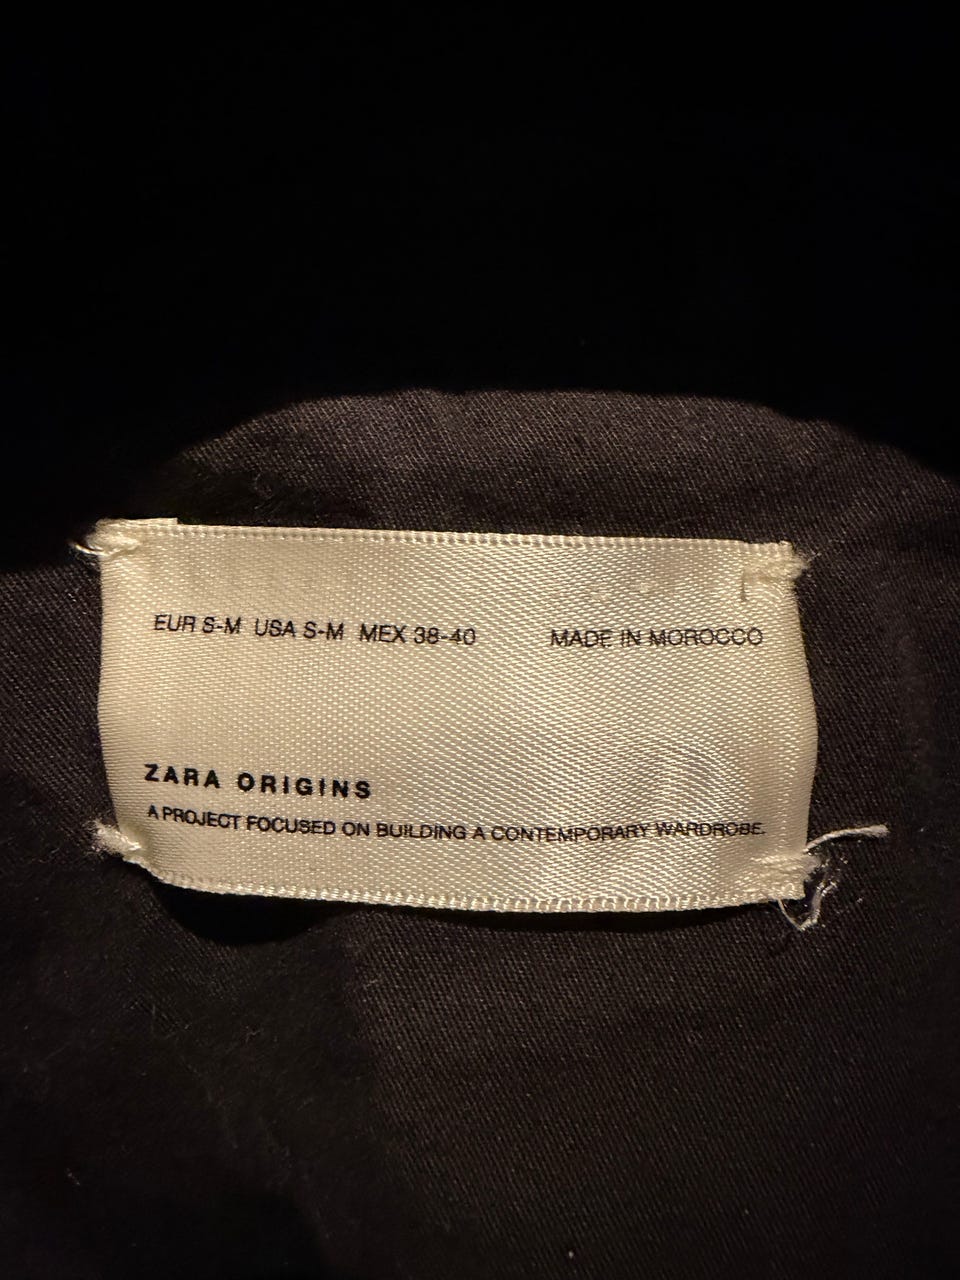 EUR S-M USA S-M MEX 38-40 MADE IN MOROCCO
ZARA ORIGINS
A PROJECT FOCUSED ON BUILDING A CONTEMPORARY WARDROBE.